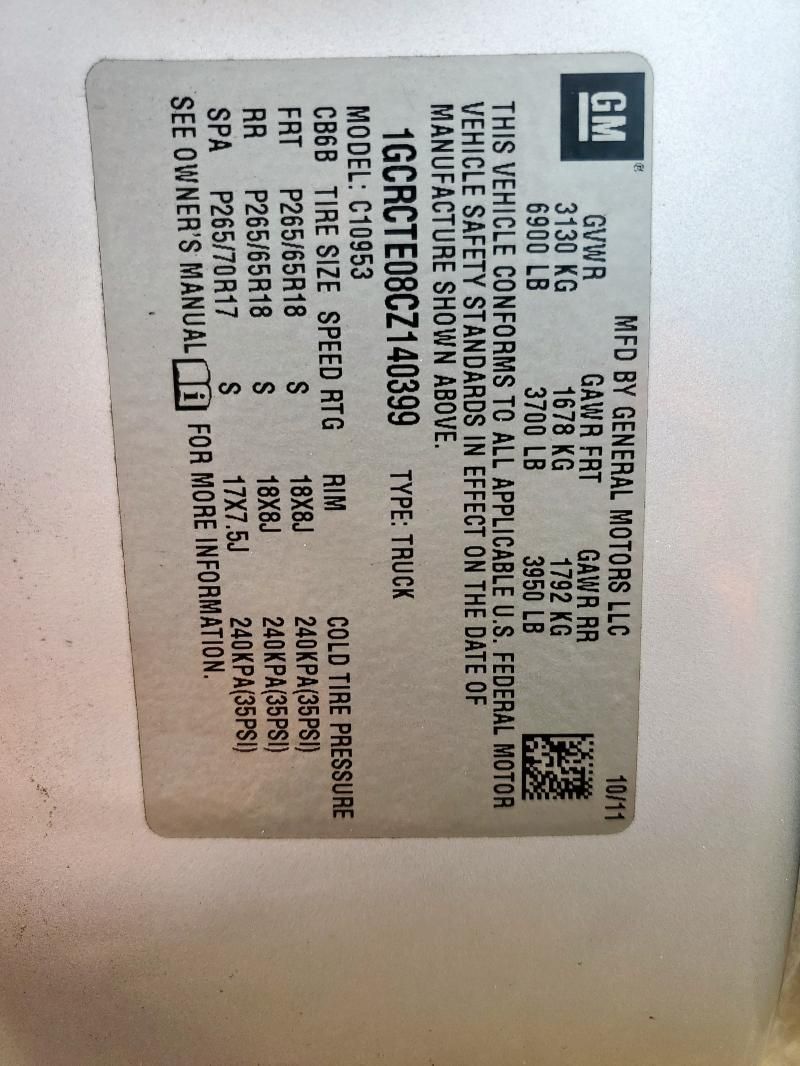 GM®
MFD BY GENERAL MOTORS LLC 10/11
GVWR GAWR FRT GAWR RR
3130 KG 1678 KG 1792 KG
6900 LB 3700 LB 3950 LB
THIS VEHICLE CONFORMS TO ALL APPLICABLE U.S. FEDERAL MOTOR
VEHICLE SAFETY STANDARDS IN EFFECT ON THE DATE OF
MANUFACTURE SHOWN ABOVE.
1GCRCTE08CZ140399 TYPE: TRUCK
MODEL: C10953
CB6B TIRE SIZE SPEED RTG RIM COLD TIRE PRESSURE
FRT P265/65R18 S 18X8J 240KPA(35PSI)
RR P265/65R18 S 18X8J 240KPA(35PSI)
SPA P265/70R17 S 17X7.5J 240KPA(35PSI)
SEE OWNER'S MANUAL i FOR MORE INFORMATION.